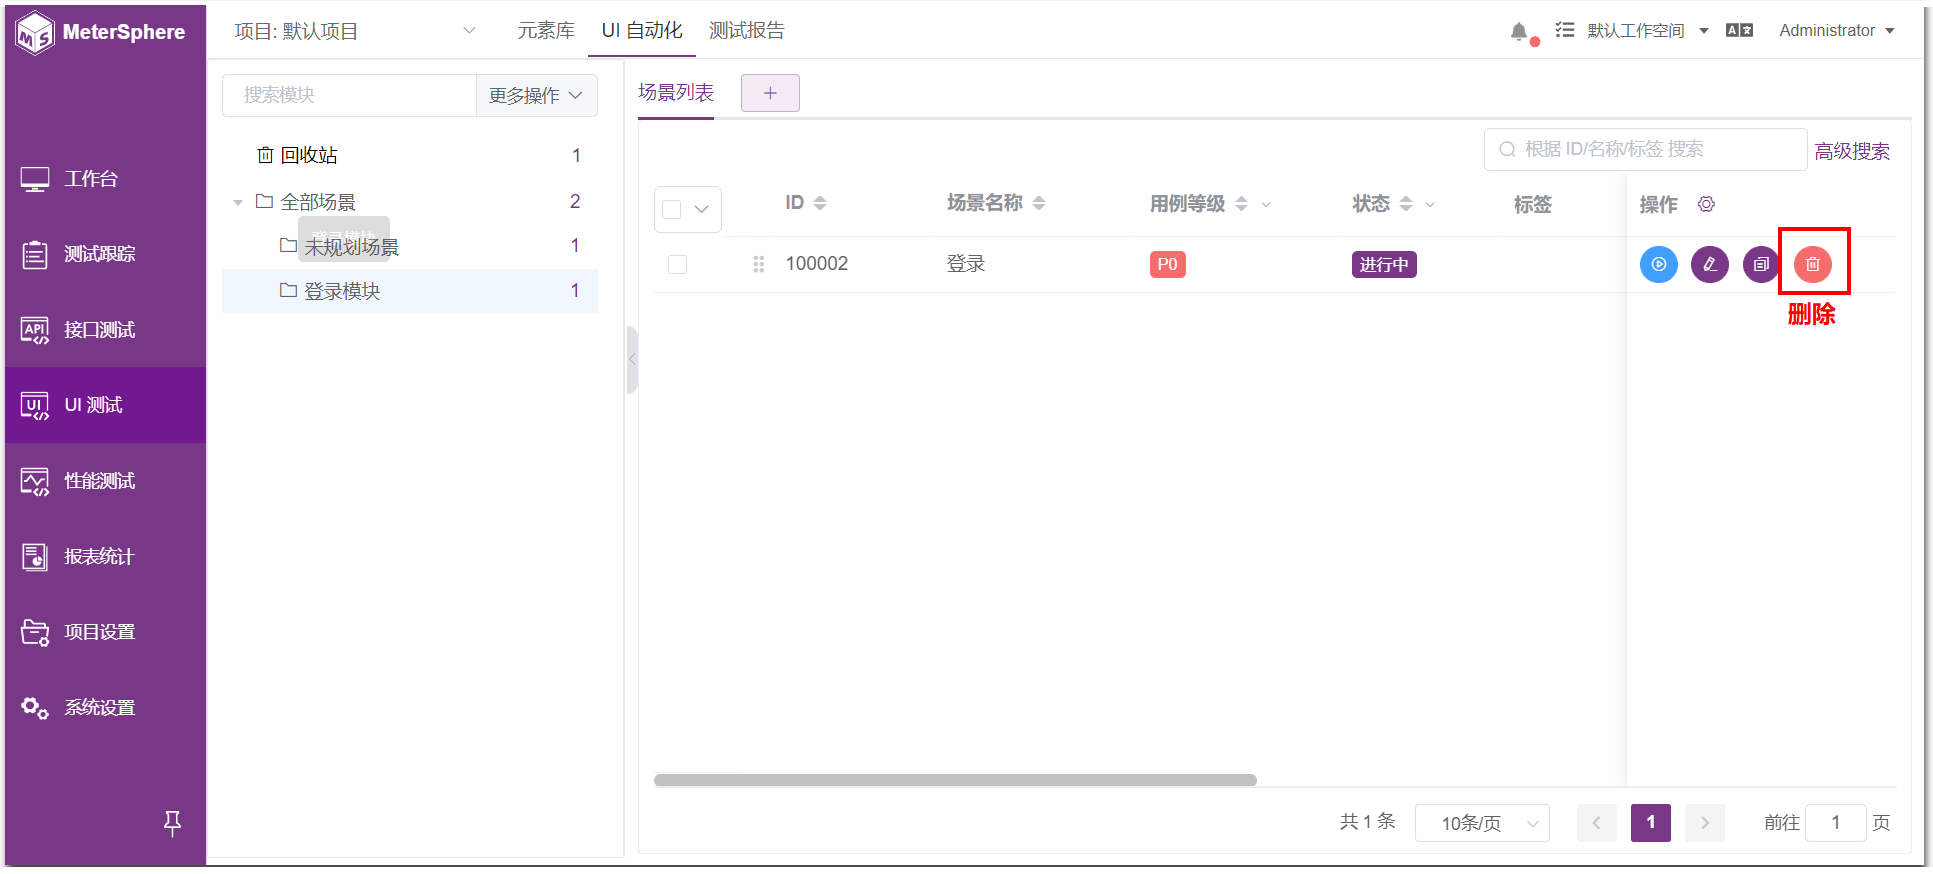 MeterSphere
项目: 默认项目
元素库
UI 自动化
测试报告
默认工作空间
Administrator
工作台
测试跟踪
API
接口测试
UI
UI 测试
性能测试
报表统计
项目设置
系统设置
搜索模块
更多操作
回收站
1
全部场景
2
登录模块
未规划场景
1
登录模块
1
场景列表
+
根据 ID/名称/标签 搜索
高级搜索
ID
场景名称
用例等级
状态
标签
操作
100002
登录
P0
进行中
删除
共 1 条
10条/页
1
前往
1
页